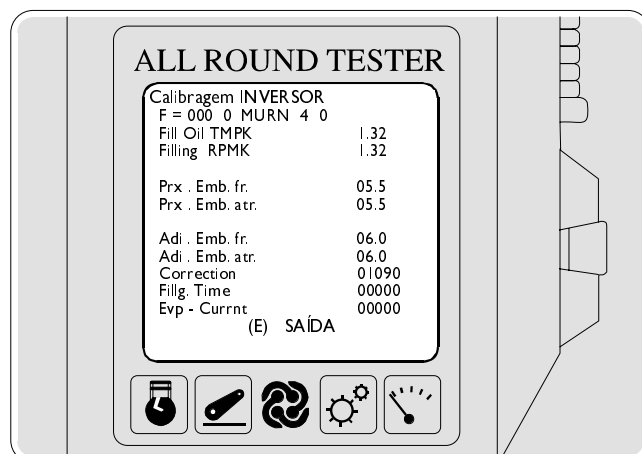 ALL ROUND TESTER
Calibragem INVERSOR
F = 000 0 MURN 4 0
Fill Oil TMPK 1.32
Filling RPMK 1.32
Prx . Emb. fr. 05.5
Prx . Emb. atr. 05.5
Adi . Emb. fr. 06.0
Adi . Emb. atr. 06.0
Correction 01090
Fillg. Time 00000
Evp - Currnt 00000
(E) SAÍDA